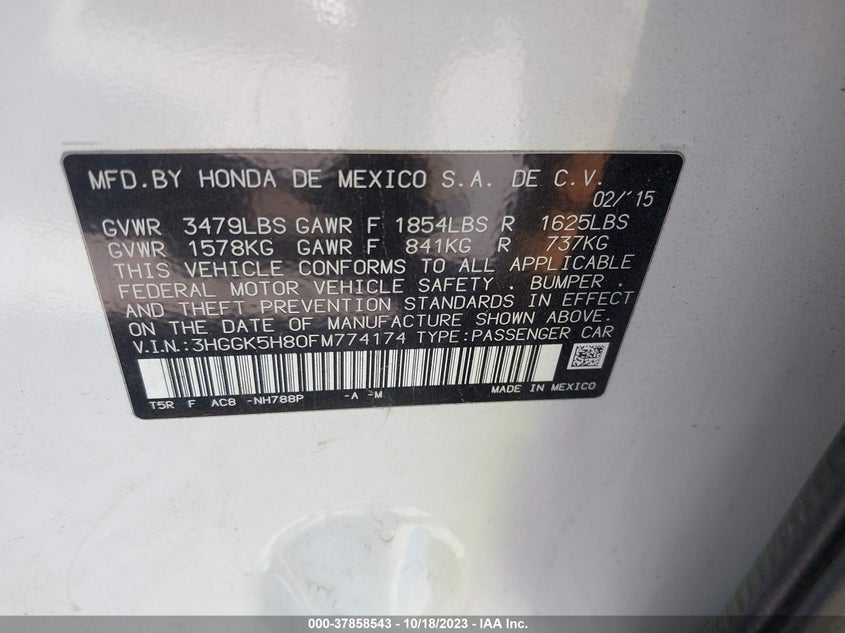 MFD.BY HONDA DE MEXICO S.A. DE C.V.
02/'15
GVWR 3479LBS GAWR F 1854LBS R 1625LBS
GVWR 1578KG GAWR F 841KG R 737KG
THIS VEHICLE CONFORMS TO ALL APPLICABLE
FEDERAL MOTOR VEHICLE SAFETY , BUMPER ,
AND THEFT PREVENTION STANDARDS IN EFFECT
ON THE DATE OF MANUFACTURE SHOWN ABOVE.
V.I.N.:3HGGK5H80FM774174 TYPE:PASSENGER CAR
MADE IN MEXICO
T5R F AC8 -NH788P -A -M
000-37858543 - 10/18/2023 - IAA Inc.